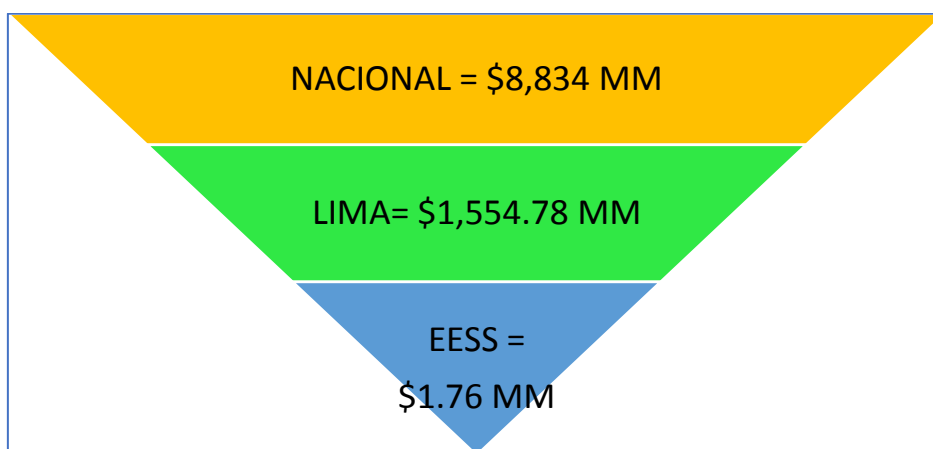 NACIONAL = $8,834 MM
LIMA= $1,554.78 MM
EESS =
$1.76 MM